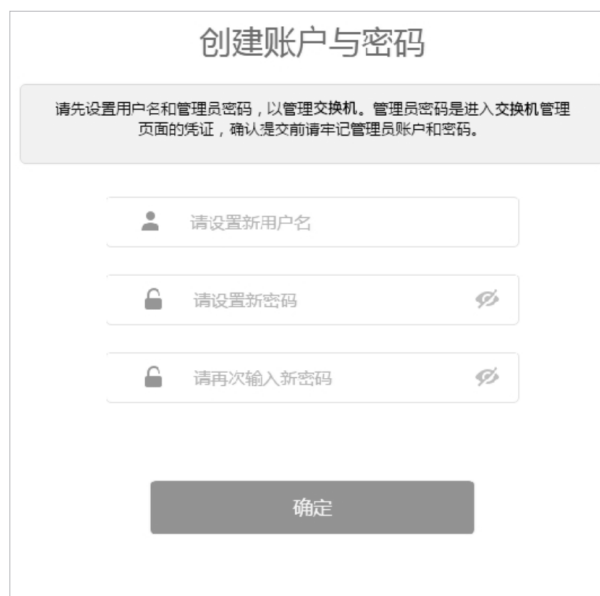 创建账户与密码
请先设置用户名和管理员密码，以管理交换机。管理员密码是进入交换机管理
页面的凭证，确认提交前请牢记管理员账户和密码。
请设置新用户名
请设置新密码
请再次输入新密码
确定